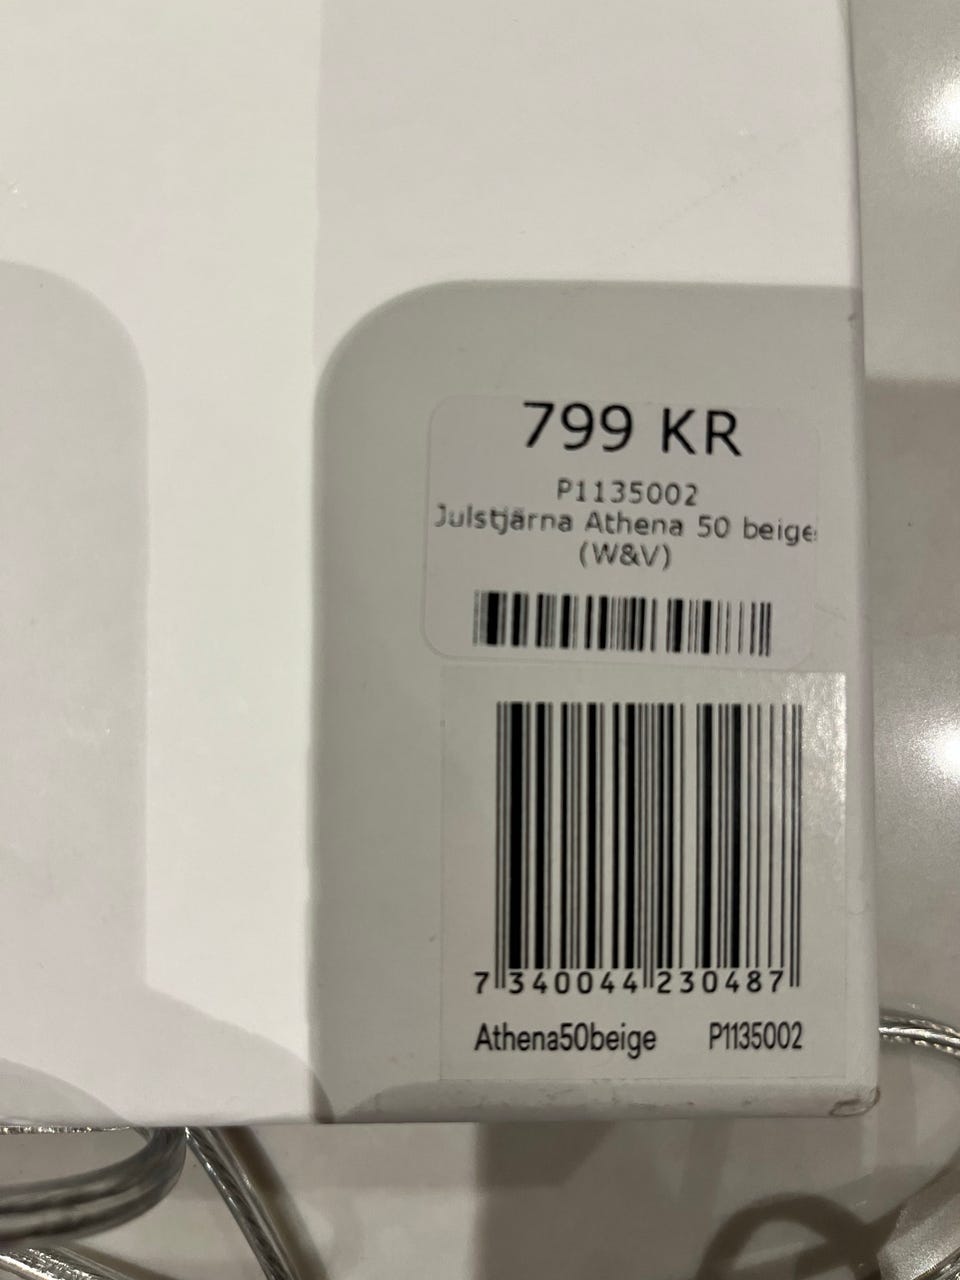 799 KR
P1135002
Julstjärna Athena 50 beige
(W&V)
7 340044 230487
Athena50beige P1135002